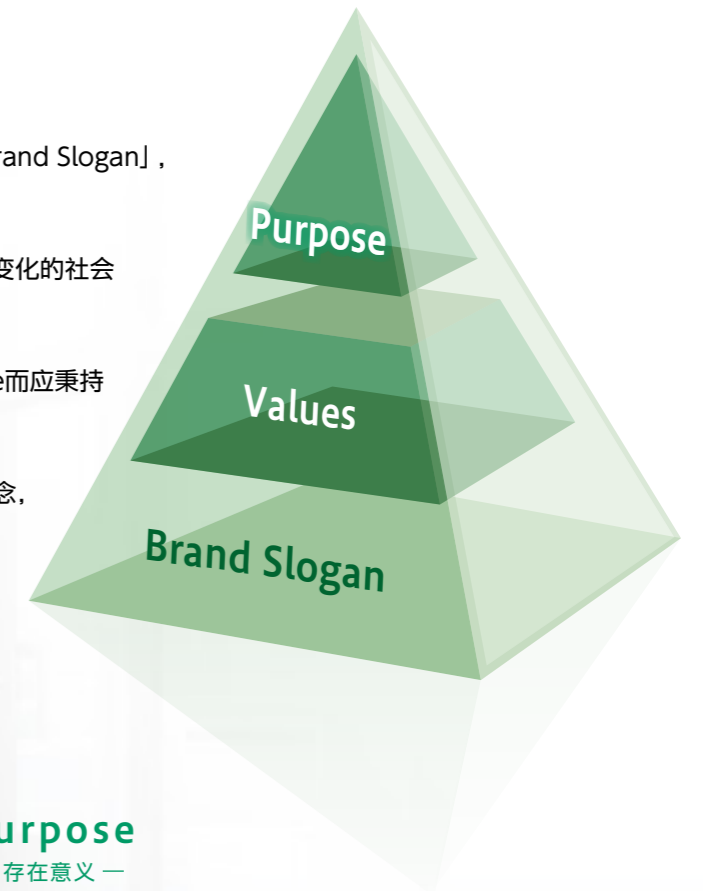 rand Slogan」,
变化的社会
e而应秉持
念,
Purpose
Values
Brand Slogan
urpose
存在意义 —